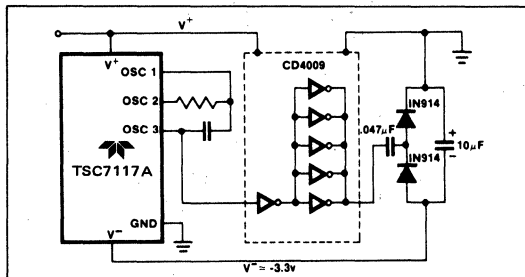 V+
V+
OSC 1
OSC 2
OSC 3
TSC7117A
GND
V−
CD4009
.047µF
IN914
IN914
+
10µF
−
V− ≃ -3.3v